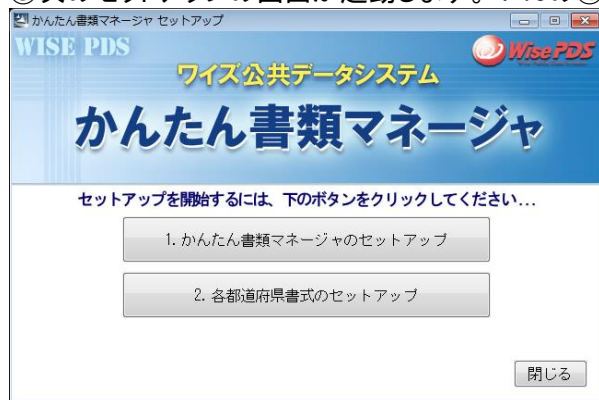 かんたん書類マネージャ セットアップ
WISE PDS
Wise PDS
ワイズ公共データシステム
かんたん書類マネージャ
セットアップを開始するには、下のボタンをクリックしてください...
1. かんたん書類マネージャのセットアップ
2. 各都道府県書式のセットアップ
閉じる